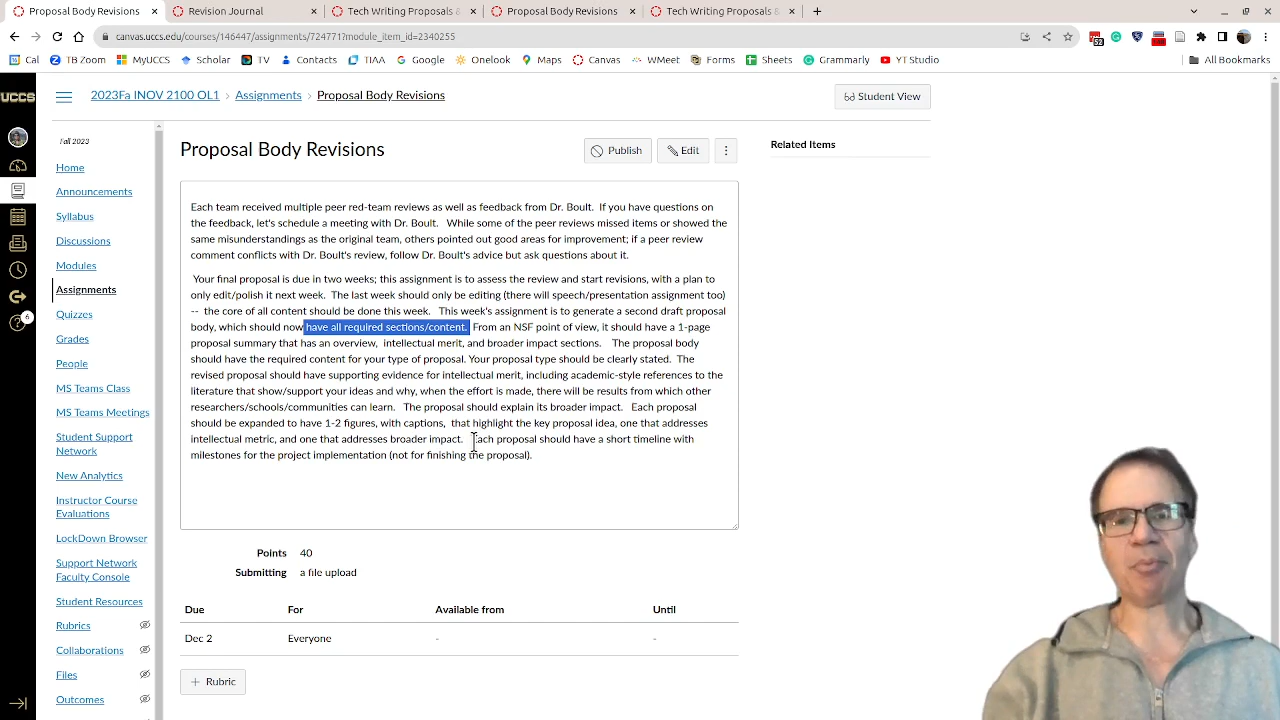 Proposal Body Revisions
Revision Journal
Tech Writing Proposals &
Proposal Body Revisions
Tech Writing Proposals &
canvas.uccs.edu/courses/146447/assignments/724771?module_item_id=2340255
52
Cal
TB Zoom
MyUCCS
Scholar
TV
Contacts
TIAA
Google
Onelook
Maps
Canvas
WMeet
Forms
Sheets
Grammarly
YT Studio
All Bookmarks
UCCS
2023Fa INOV 2100 OL1 › Assignments › Proposal Body Revisions
Student View
Fall 2023
Home
Announcements
Syllabus
Discussions
Modules
Assignments
Quizzes
Grades
People
MS Teams Class
MS Teams Meetings
Student Support
Network
New Analytics
Instructor Course
Evaluations
LockDown Browser
Support Network
Faculty Console
Student Resources
Rubrics
Collaborations
Files
Outcomes
6
Proposal Body Revisions
Publish
Edit
Related Items
Each team received multiple peer red-team reviews as well as feedback from Dr. Boult. If you have questions on
the feedback, let's schedule a meeting with Dr. Boult. While some of the peer reviews missed items or showed the
same misunderstandings as the original team, others pointed out good areas for improvement; if a peer review
comment conflicts with Dr. Boult's review, follow Dr. Boult's advice but ask questions about it.
Your final proposal is due in two weeks; this assignment is to assess the review and start revisions, with a plan to
only edit/polish it next week. The last week should only be editing (there will speech/presentation assignment too)
-- the core of all content should be done this week. This week's assignment is to generate a second draft proposal
body, which should now have all required sections/content. From an NSF point of view, it should have a 1-page
proposal summary that has an overview, intellectual merit, and broader impact sections. The proposal body
should have the required content for your type of proposal. Your proposal type should be clearly stated. The
revised proposal should have supporting evidence for intellectual merit, including academic-style references to the
literature that show/support your ideas and why, when the effort is made, there will be results from which other
researchers/schools/communities can learn. The proposal should explain its broader impact. Each proposal
should be expanded to have 1-2 figures, with captions, that highlight the key proposal idea, one that addresses
intellectual metric, and one that addresses broader impact. Each proposal should have a short timeline with
milestones for the project implementation (not for finishing the proposal).
Points 40
Submitting a file upload
Due For Available from Until
Dec 2 Everyone - -
+ Rubric